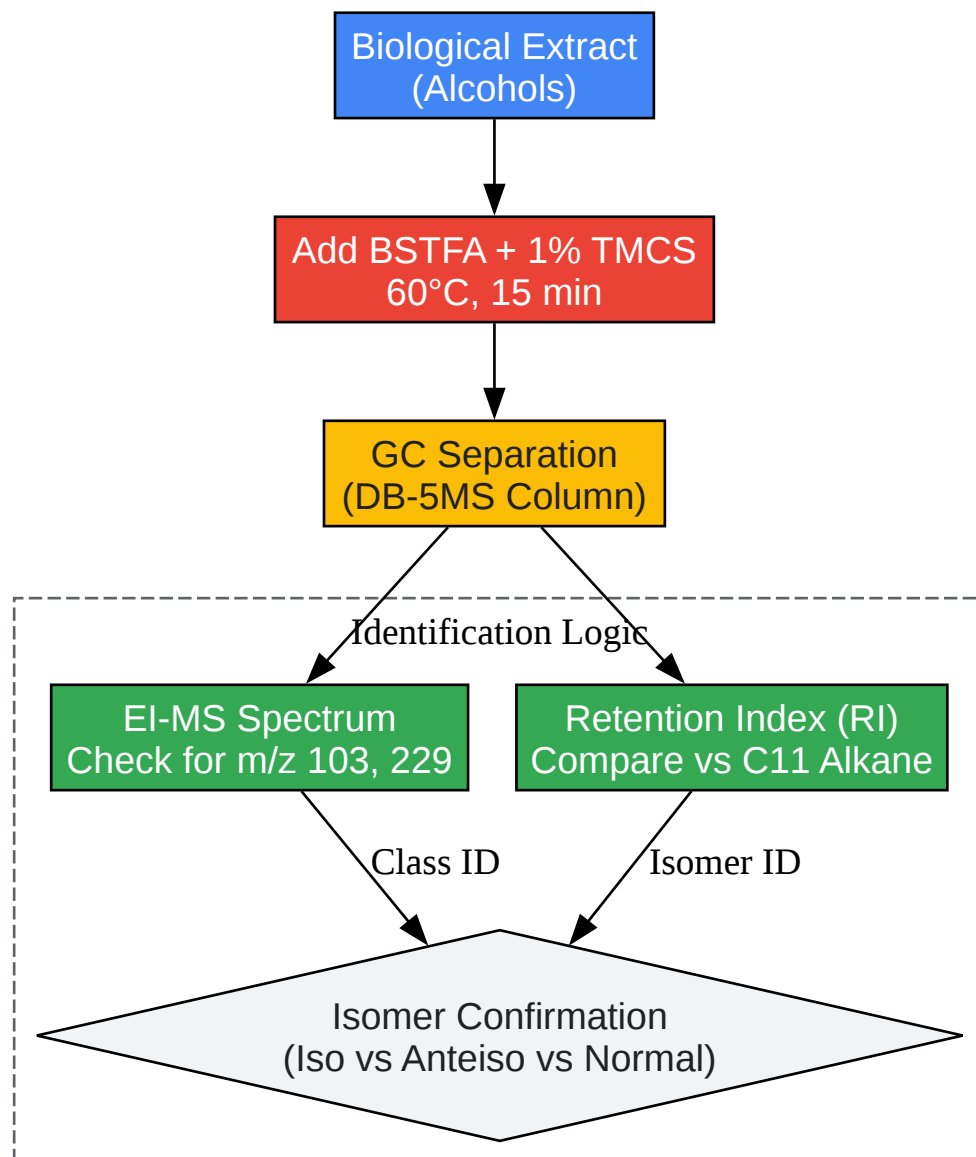 Biological Extract
(Alcohols)
Add BSTFA + 1% TMCS
60°C, 15 min
GC Separation
(DB-5MS Column)
Identification Logic
EI-MS Spectrum
Check for m/z 103, 229
Retention Index (RI)
Compare vs C11 Alkane
Class ID
Isomer ID
Isomer Confirmation
(Iso vs Anteiso vs Normal)